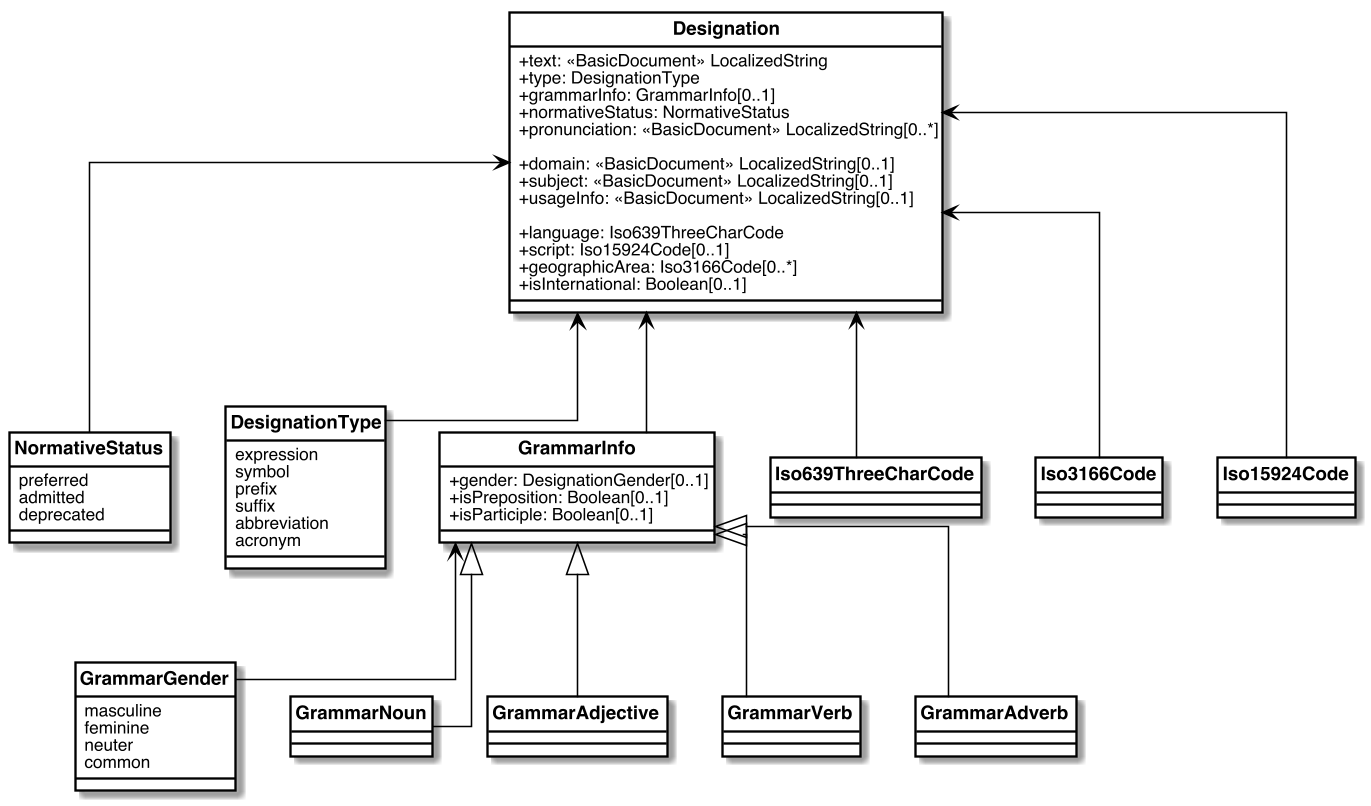 Designation
+text: «BasicDocument» LocalizedString
+type: DesignationType
+grammarInfo: GrammarInfo[0..1]
+normativeStatus: NormativeStatus
+pronunciation: «BasicDocument» LocalizedString[0..*]
+domain: «BasicDocument» LocalizedString[0..1]
+subject: «BasicDocument» LocalizedString[0..1]
+usageInfo: «BasicDocument» LocalizedString[0..1]
+language: Iso639ThreeCharCode
+script: Iso15924Code[0..1]
+geographicArea: Iso3166Code[0..*]
+isInternational: Boolean[0..1]
NormativeStatus
preferred
admitted
deprecated
DesignationType
expression
symbol
prefix
suffix
abbreviation
acronym
GrammarInfo
+gender: DesignationGender[0..1]
+isPreposition: Boolean[0..1]
+isParticiple: Boolean[0..1]
Iso639ThreeCharCode
Iso3166Code
Iso15924Code
GrammarGender
masculine
feminine
neuter
common
GrammarNoun
GrammarAdjective
GrammarVerb
GrammarAdverb